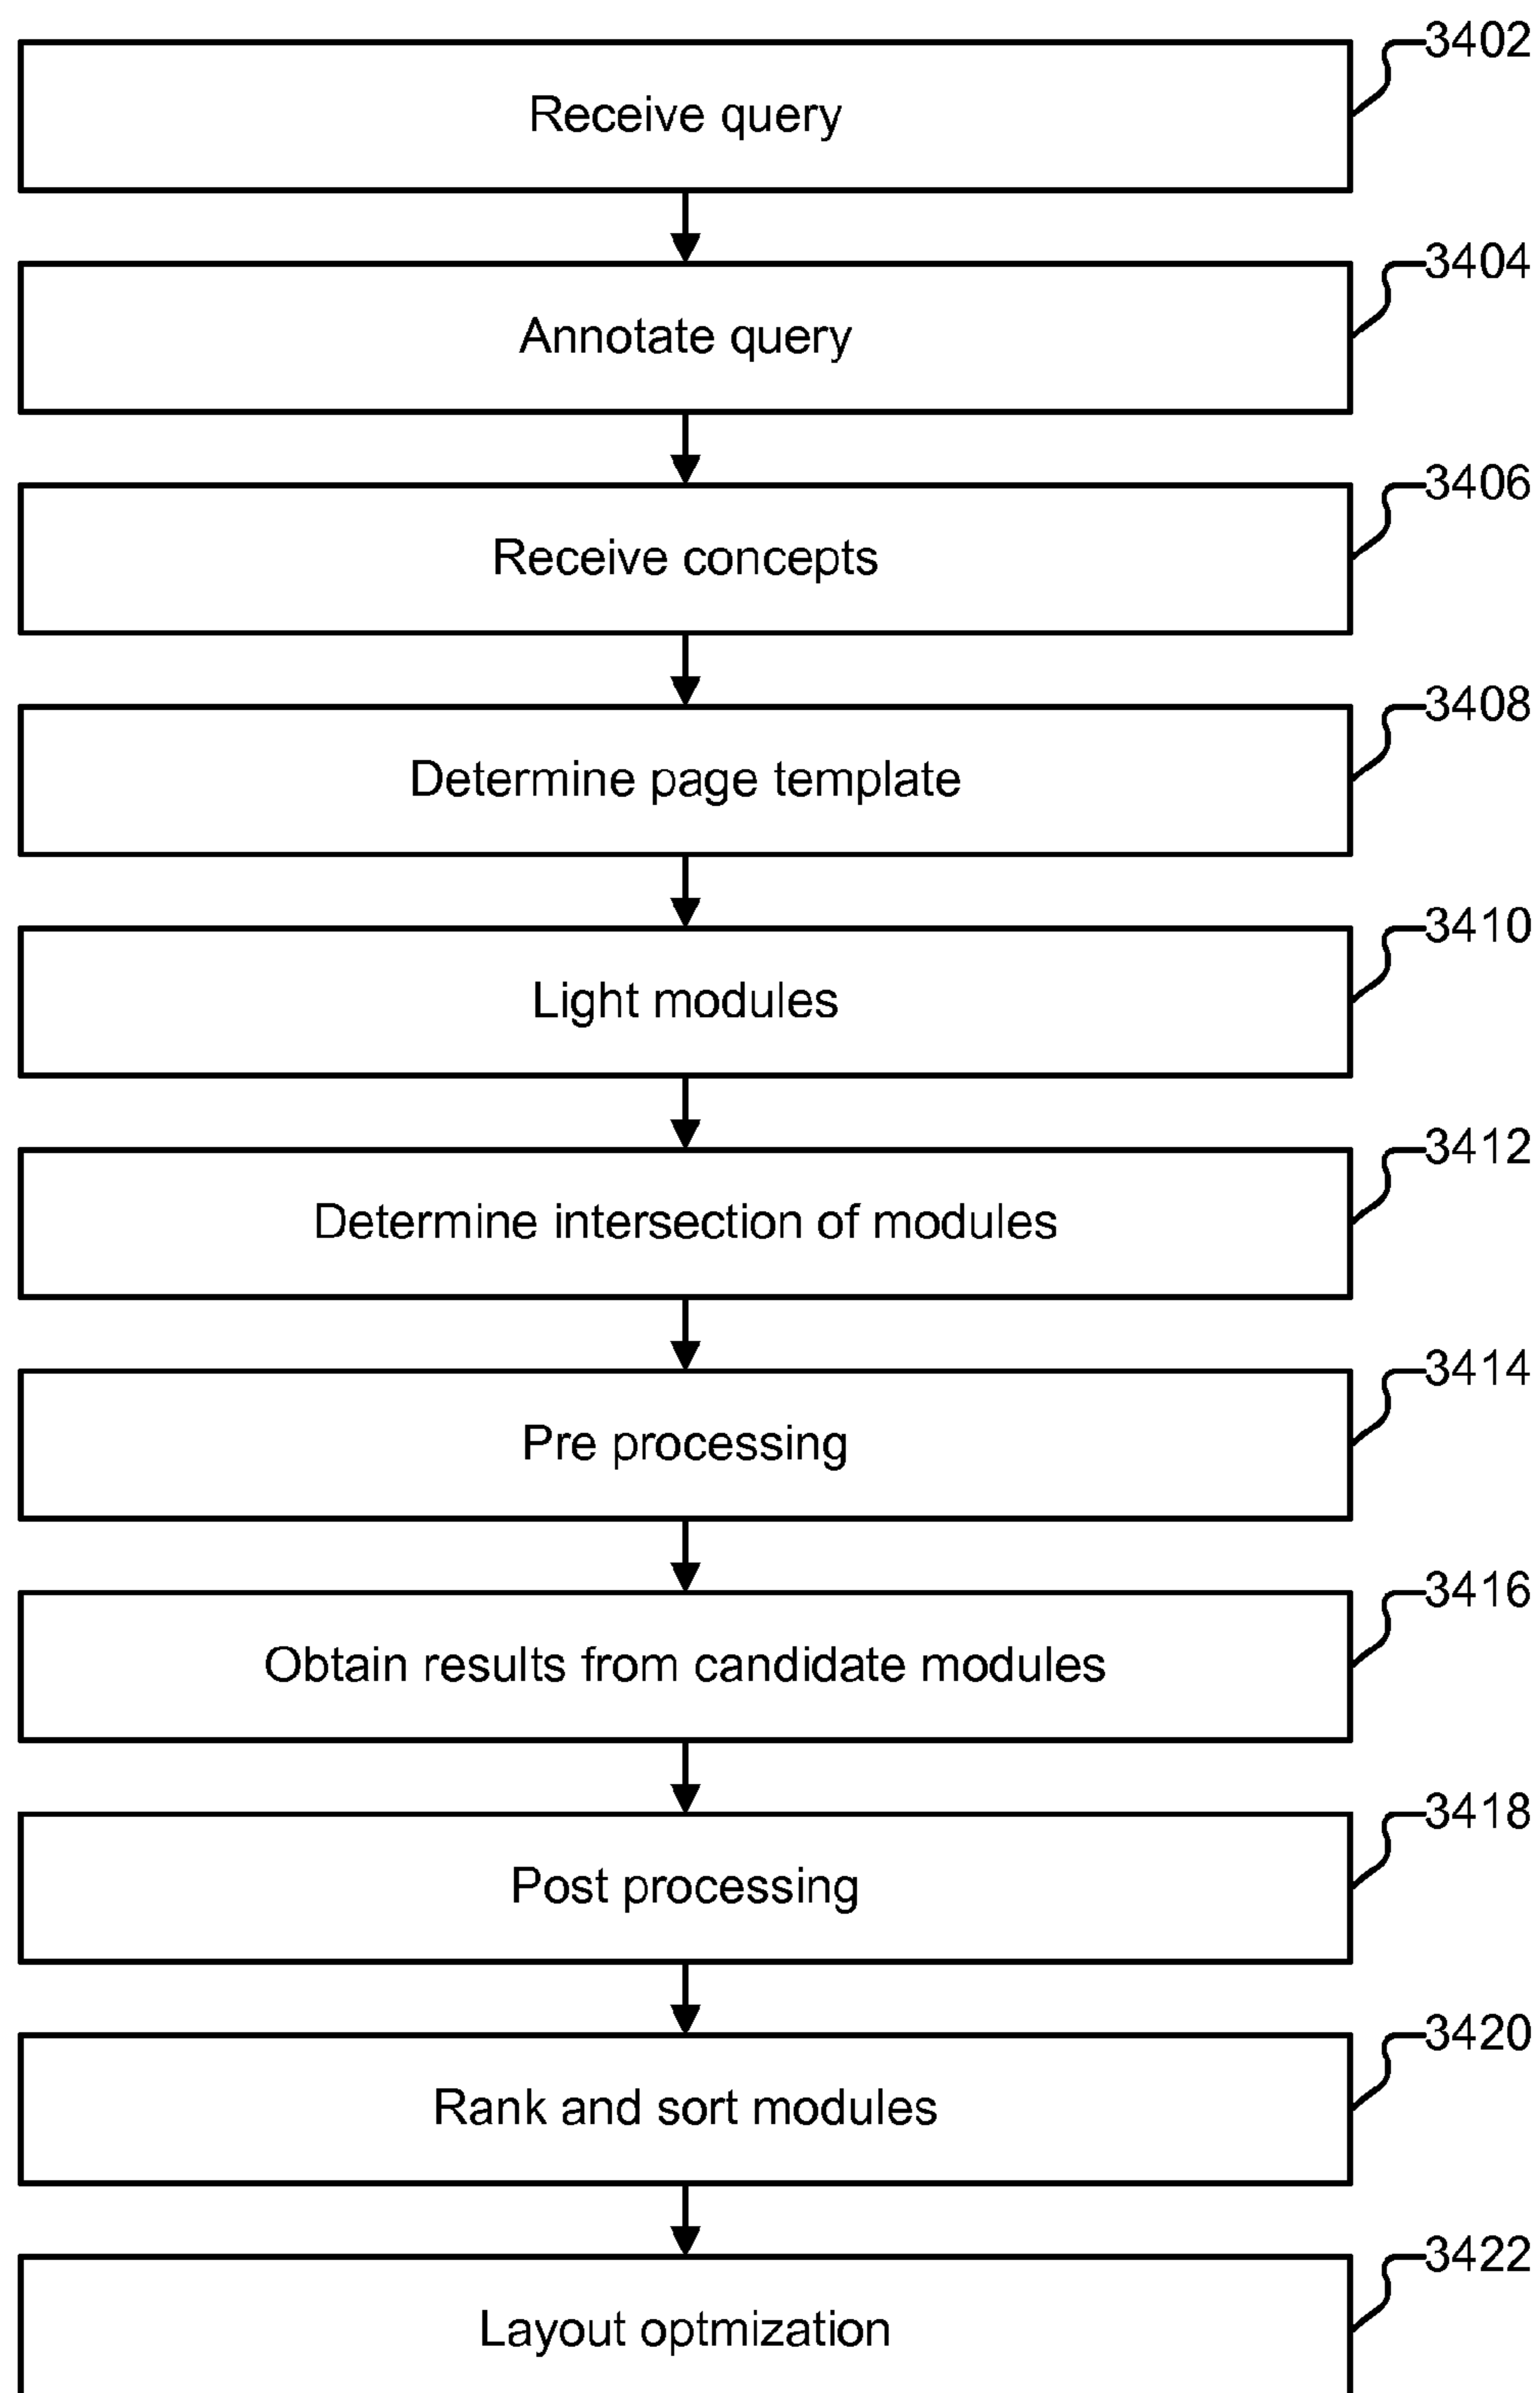 3402
Receive query
3404
Annotate query
3406
Receive concepts
3408
Determine page template
3410
Light modules
3412
Determine intersection of modules
3414
Pre processing
3416
Obtain results from candidate modules
3418
Post processing
3420
Rank and sort modules
3422
Layout optmization